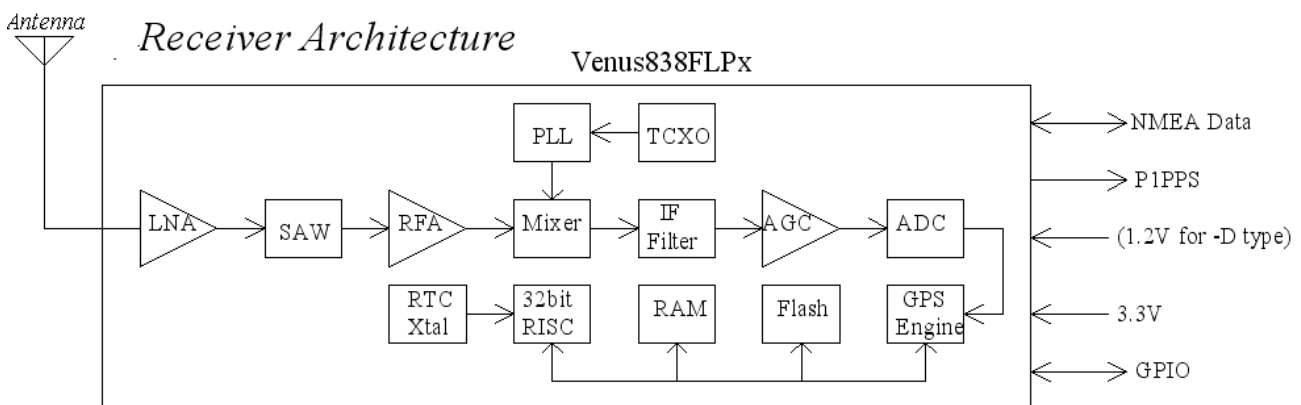 Antenna
Receiver Architecture
Venus838FLPx
PLL
TCXO
NMEA Data
P1PPS
LNA
SAW
RFA
Mixer
IF
Filter
AGC
ADC
(1.2V for -D type)
RTC
Xtal
32bit
RISC
RAM
Flash
GPS
Engine
3.3V
GPIO